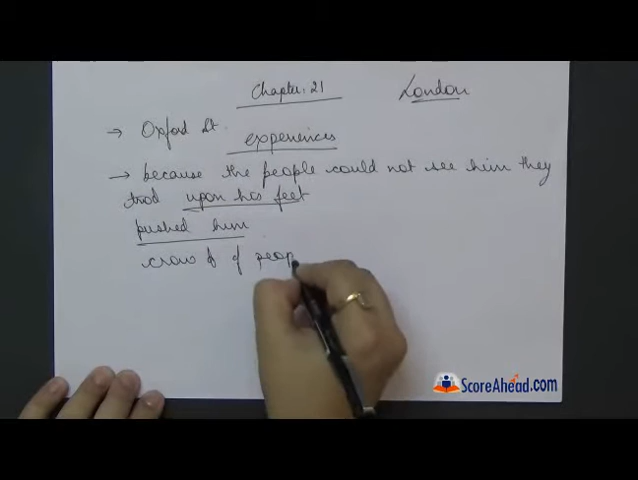 Chapter: 21 London
→ Oxford St.
experiences
→ because the people could not see him they
trod upon his feet
pushed him
crowd of peop
ScoreAhead.com